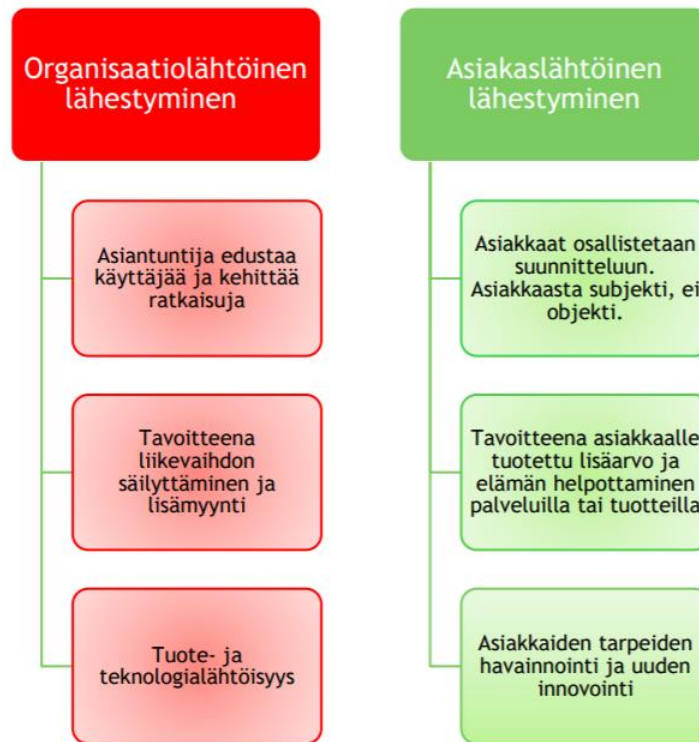 Organisaatiolähtöinen
lähestyminen
Asiantuntija edustaa
käyttäjää ja kehittää
ratkaisuja
Tavoitteena
liikevaihdon
säilyttäminen ja
lisämyynti
Tuote- ja
teknologialähtöisyys
Asiakaslähtöinen
lähestyminen
Asiakkaat osallistetaan
suunnitteluun.
Asiakkaasta subjekti, ei
objekti.
Tavoitteena asiakkaalle
tuotettu lisäarvo ja
elämän helpottaminen
palveluilla tai tuotteilla
Asiakkaiden tarpeiden
havainnointi ja uuden
innovointi